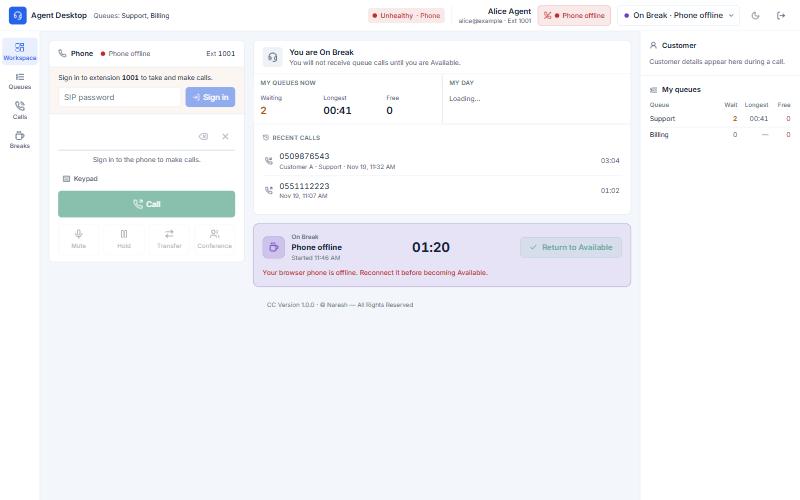 Agent Desktop Queues: Support, Billing
Unhealthy · Phone
Alice Agent
alice@example · Ext 1001
Phone offline
On Break · Phone offline
Workspace
Queues
Calls
Breaks
Phone Phone offline Ext 1001
Sign in to extension 1001 to take and make calls.
SIP password Sign in
Sign in to the phone to make calls.
Keypad
Call
Mute Hold Transfer Conference
You are On Break
You will not receive queue calls until you are Available.
MY QUEUES NOW
Waiting Longest Free
2 00:41 0
MY DAY
Loading...
RECENT CALLS
0509876543
Customer A · Support · Nov 19, 11:32 AM
03:04
0551112223
Nov 19, 11:07 AM
01:02
On Break
Phone offline
Started 11:46 AM
01:20
Return to Available
Your browser phone is offline. Reconnect it before becoming Available.
CC Version 1.0.0 · © Naresh — All Rights Reserved
Customer
Customer details appear here during a call.
My queues
Queue Wait Longest Free
Support 2 00:41 0
Billing 0 — 0